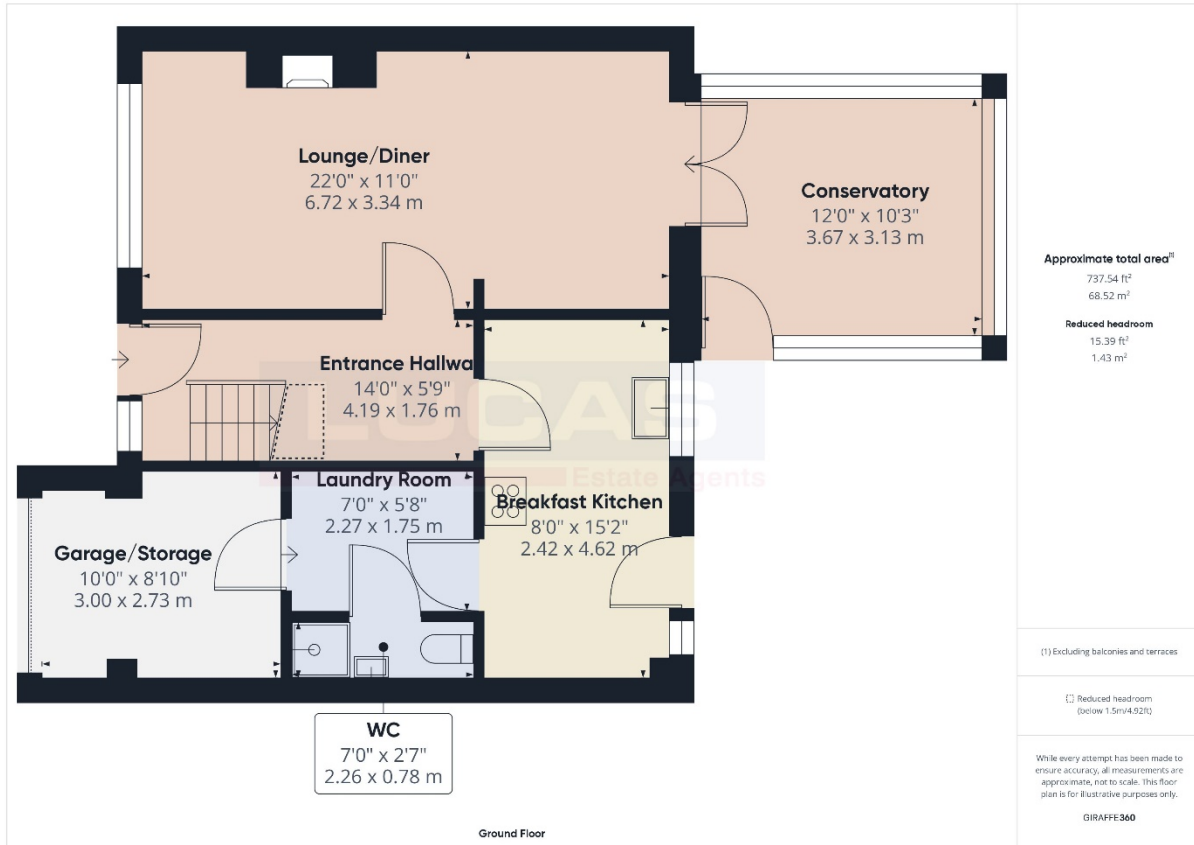 Lounge/Diner
22'0" x 11'0"
6.72 x 3.34 m
Conservatory
12'0" x 10'3"
3.67 x 3.13 m
Entrance Hallwa
14'0" x 5'9"
4.19 x 1.76 m
LUCAS
Estate Agents
Laundry Room
7'0" x 5'8"
2.27 x 1.75 m
Breakfast Kitchen
8'0" x 15'2"
2.42 x 4.62 m
Garage/Storage
10'0" x 8'10"
3.00 x 2.73 m
WC
7'0" x 2'7"
2.26 x 0.78 m
Ground Floor
Approximate total area(1)
737.54 ft²
68.52 m²
Reduced headroom
15.39 ft²
1.43 m²
(1) Excluding balconies and terraces
Reduced headroom
(below 1.5m/4.92ft)
While every attempt has been made to
ensure accuracy, all measurements are
approximate, not to scale. This floor
plan is for illustrative purposes only.
GIRAFFE360